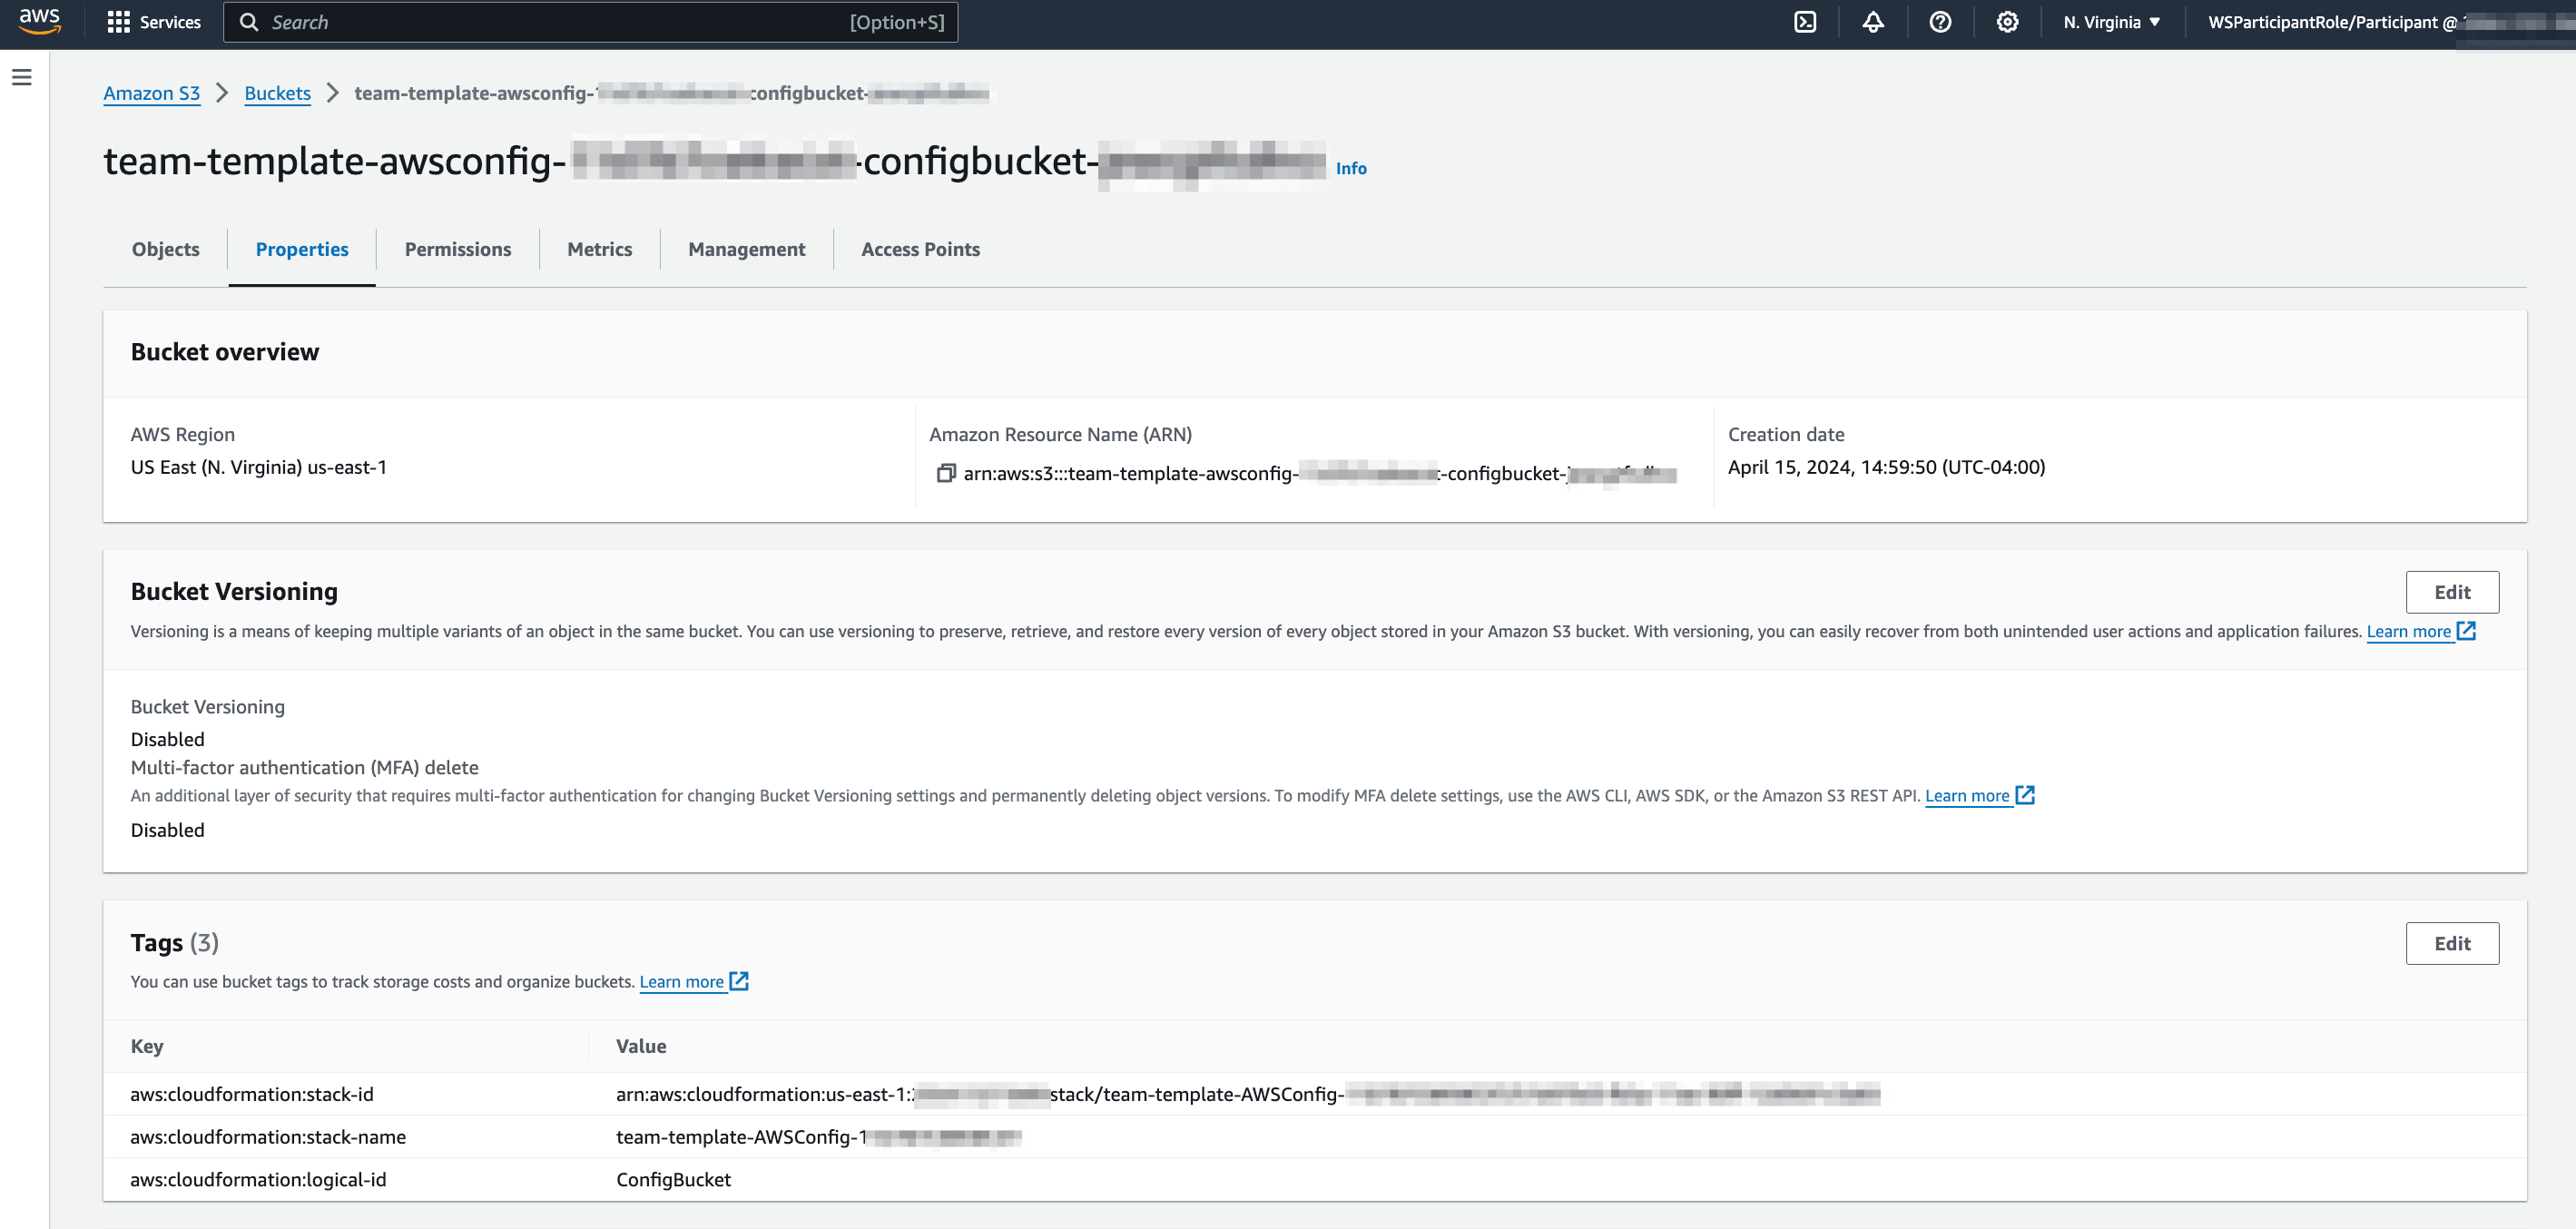 aws Services Search [Option+S] N. Virginia WSParticipantRole/Participant @
Amazon S3 Buckets team-template-awsconfig- configbucket-
team-template-awsconfig- -configbucket- Info
Objects Properties Permissions Metrics Management Access Points
Bucket overview
AWS Region Amazon Resource Name (ARN) Creation date
US East (N. Virginia) us-east-1 arn:aws:s3:::team-template-awsconfig- -configbucket- April 15, 2024, 14:59:50 (UTC-04:00)
Bucket Versioning Edit
Versioning is a means of keeping multiple variants of an object in the same bucket. You can use versioning to preserve, retrieve, and restore every version of every object stored in your Amazon S3 bucket. With versioning, you can easily recover from both unintended user actions and application failures. Learn more
Bucket Versioning
Disabled
Multi-factor authentication (MFA) delete
An additional layer of security that requires multi-factor authentication for changing Bucket Versioning settings and permanently deleting object versions. To modify MFA delete settings, use the AWS CLI, AWS SDK, or the Amazon S3 REST API. Learn more
Disabled
Tags (3) Edit
You can use bucket tags to track storage costs and organize buckets. Learn more
Key Value
aws:cloudformation:stack-id arn:aws:cloudformation:us-east-1: stack/team-template-AWSConfig-
aws:cloudformation:stack-name team-template-AWSConfig-1
aws:cloudformation:logical-id ConfigBucket